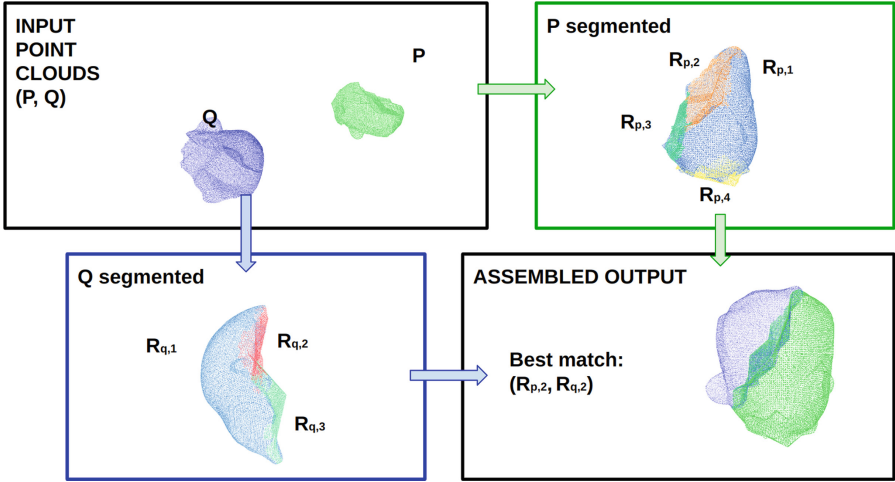 INPUT
POINT
CLOUDS
(P, Q)
P
Q
P segmented
Rp,2
Rp,1
Rp,3
Rp,4
Q segmented
Rq,1
Rq,2
Rq,3
ASSEMBLED OUTPUT
Best match:
(Rp,2, Rq,2)